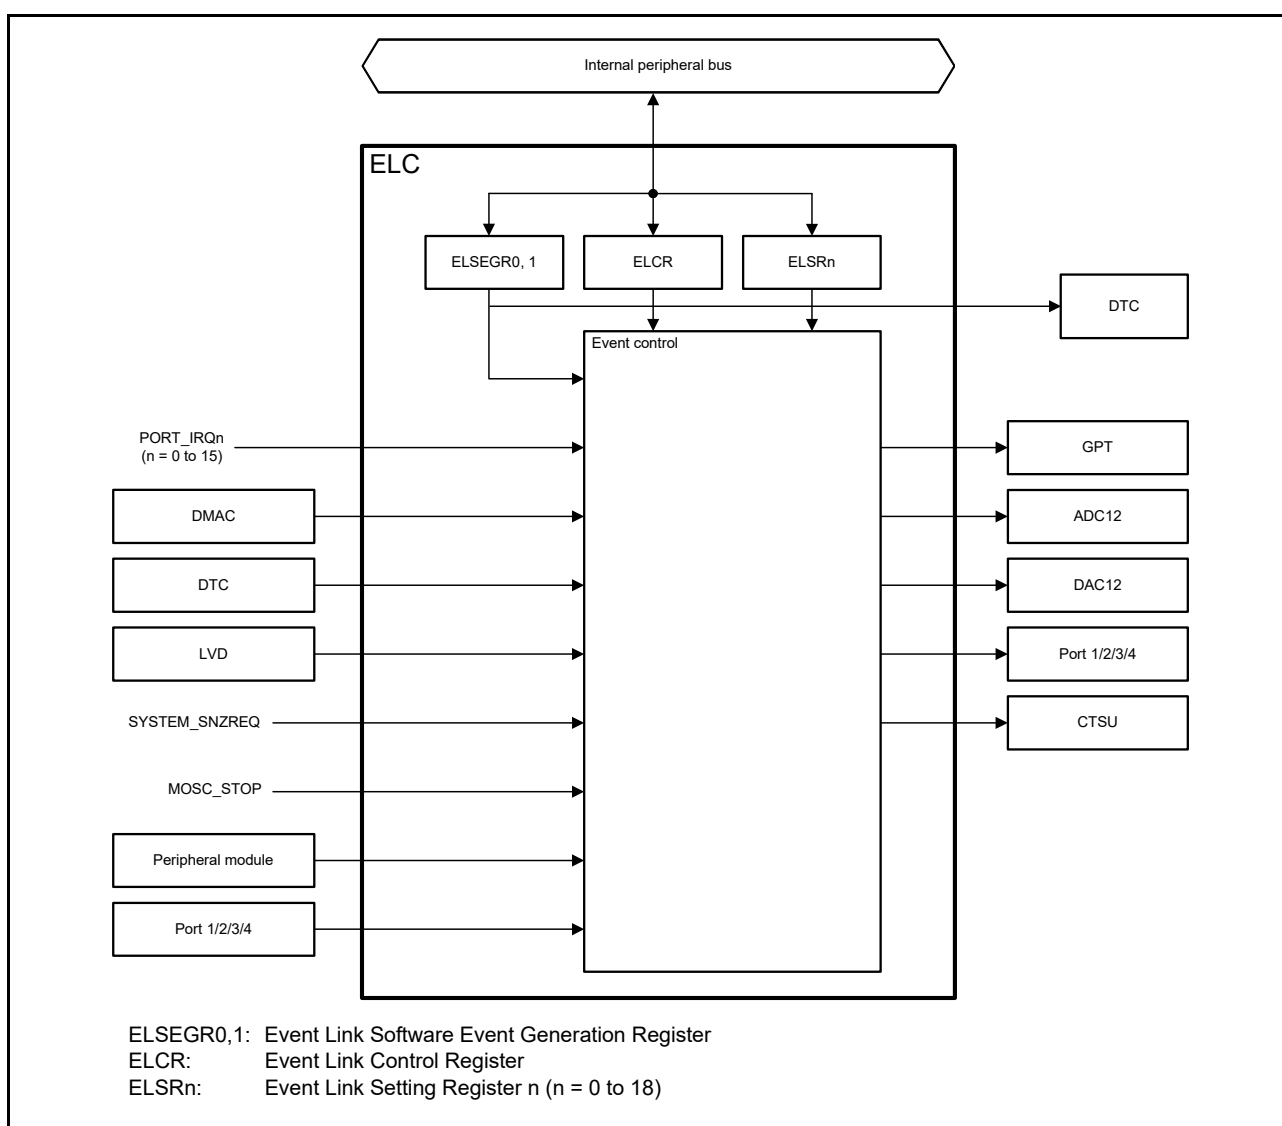 Internal peripheral bus
ELC
ELSEGR0, 1
ELCR
ELSRn
DTC
Event control
PORT_IRQn
(n = 0 to 15)
GPT
DMAC
ADC12
DTC
DAC12
LVD
Port 1/2/3/4
SYSTEM_SNZREQ
CTSU
MOSC_STOP
Peripheral module
Port 1/2/3/4
ELSEGR0,1: Event Link Software Event Generation Register
ELCR: Event Link Control Register
ELSRn: Event Link Setting Register n (n = 0 to 18)